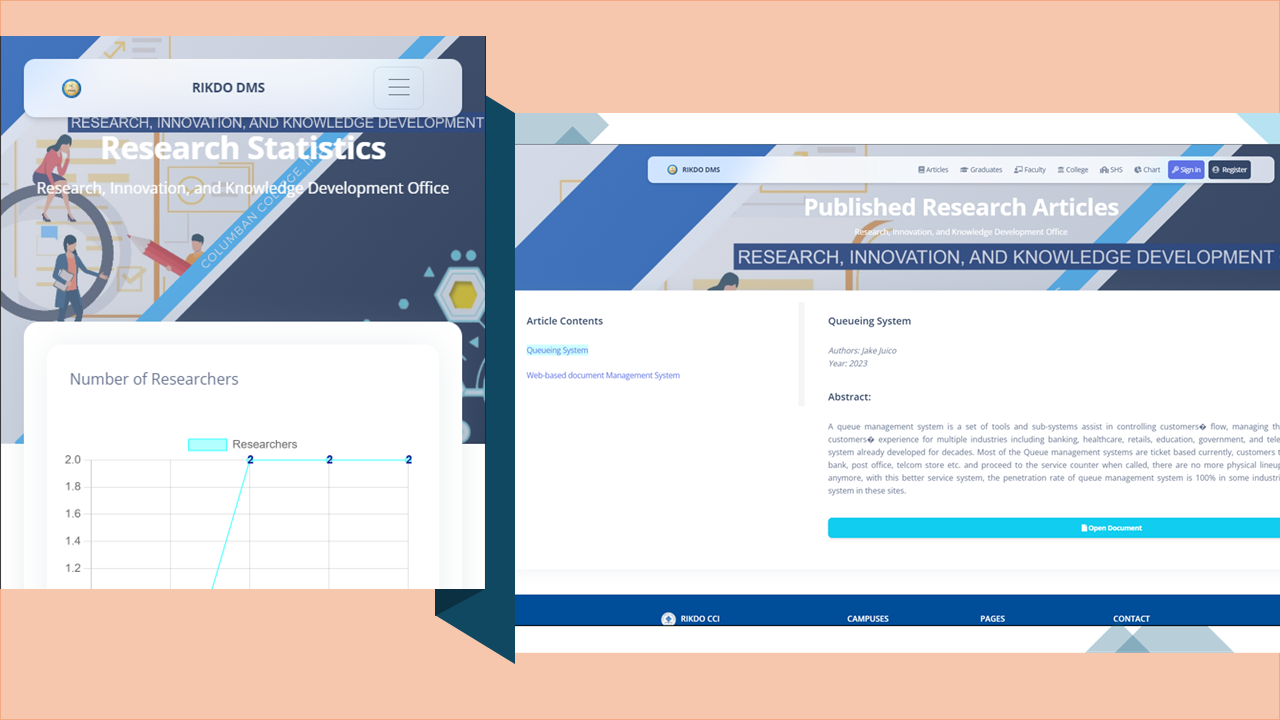 RIKDO DMS
RESEARCH, INNOVATION, AND KNOWLEDGE DEVELOPMENT
Research Statistics
Research, Innovation, and Knowledge Development Office
COLUMBAN COLLEGE, IN
Number of Researchers
Researchers
2.0
1.8
1.6
1.4
1.2
2
2
2
RIKDO DMS
Articles
Graduates
Faculty
College
SHS
Chart
Sign in
Register
Published Research Articles
Research, Innovation, and Knowledge Development Office
RESEARCH, INNOVATION, AND KNOWLEDGE DEVELOPMENT
Article Contents
Queueing System
Web-based document Management System
Queueing System
Authors: Jake Juico
Year: 2023
Abstract:
A queue management system is a set of tools and sub-systems assist in controlling customers� flow, managing th
customers� experience for multiple industries including banking, healthcare, retails, education, government, and tele
system already developed for decades. Most of the Queue management systems are ticket based currently, customers t
bank, post office, telcom store etc. and proceed to the service counter when called, there are no more physical lineup
anymore, with this better service system, the penetration rate of queue management system is 100% in some industri
system in these sites.
Open Document
RIKDO CCI
CAMPUSES
PAGES
CONTACT